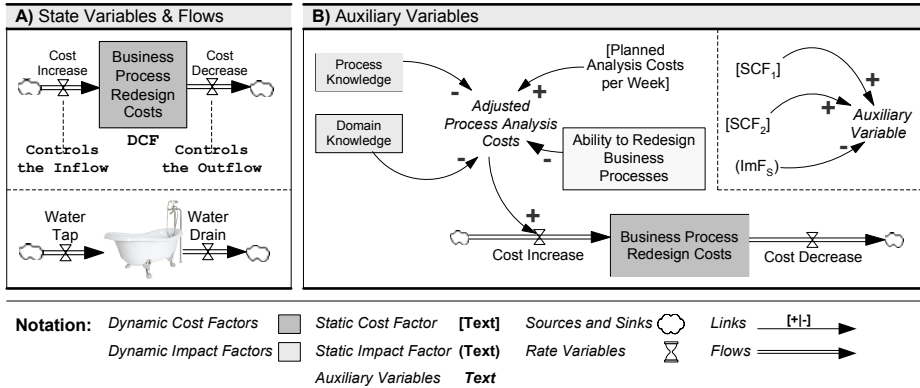 A) State Variables & Flows
Cost
Increase
Business
Process
Redesign
Costs
Cost
Decrease
DCF
Controls
the Inflow
Controls
the Outflow
Water
Tap
Water
Drain
B) Auxiliary Variables
Process
Knowledge
Domain
Knowledge
[Planned
Analysis Costs
per Week]
-
+
Adjusted
Process Analysis
Costs
-
-
Ability to Redesign
Business
Processes
+
Cost Increase
Business Process
Redesign Costs
Cost Decrease
[SCF1]
[SCF2]
(ImFS)
+
+
-
Auxiliary
Variable
Notation:
Dynamic Cost Factors
Static Cost Factor [Text]
Sources and Sinks
Links [+|-]
Dynamic Impact Factors
Static Impact Factor (Text)
Rate Variables
Flows
Auxiliary Variables Text